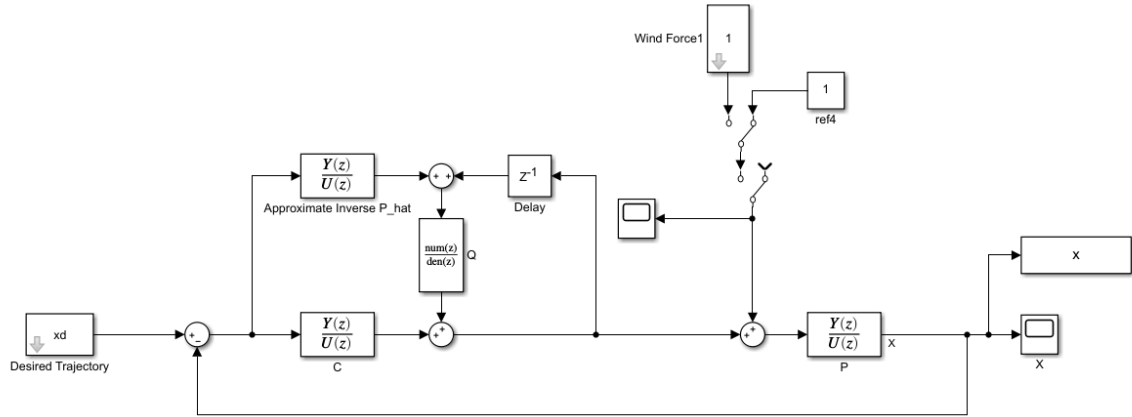 Wind Force1
1
1
ref4
Y(z)
U(z)
Approximate Inverse P_hat
+ +
Z-1
Delay
num(z)
den(z)
Q
x
xd
Desired Trajectory
+
−
Y(z)
U(z)
C
+ +
+ +
Y(z)
U(z)
P
X
X